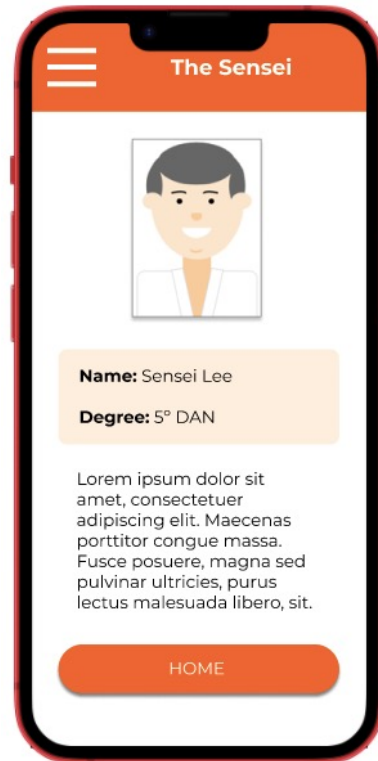 The Sensei
Name: Sensei Lee
Degree: 5º DAN
Lorem ipsum dolor sit
amet, consectetuer
adipiscing elit. Maecenas
porttitor congue massa.
Fusce posuere, magna sed
pulvinar ultricies, purus
lectus malesuada libero, sit.
HOME